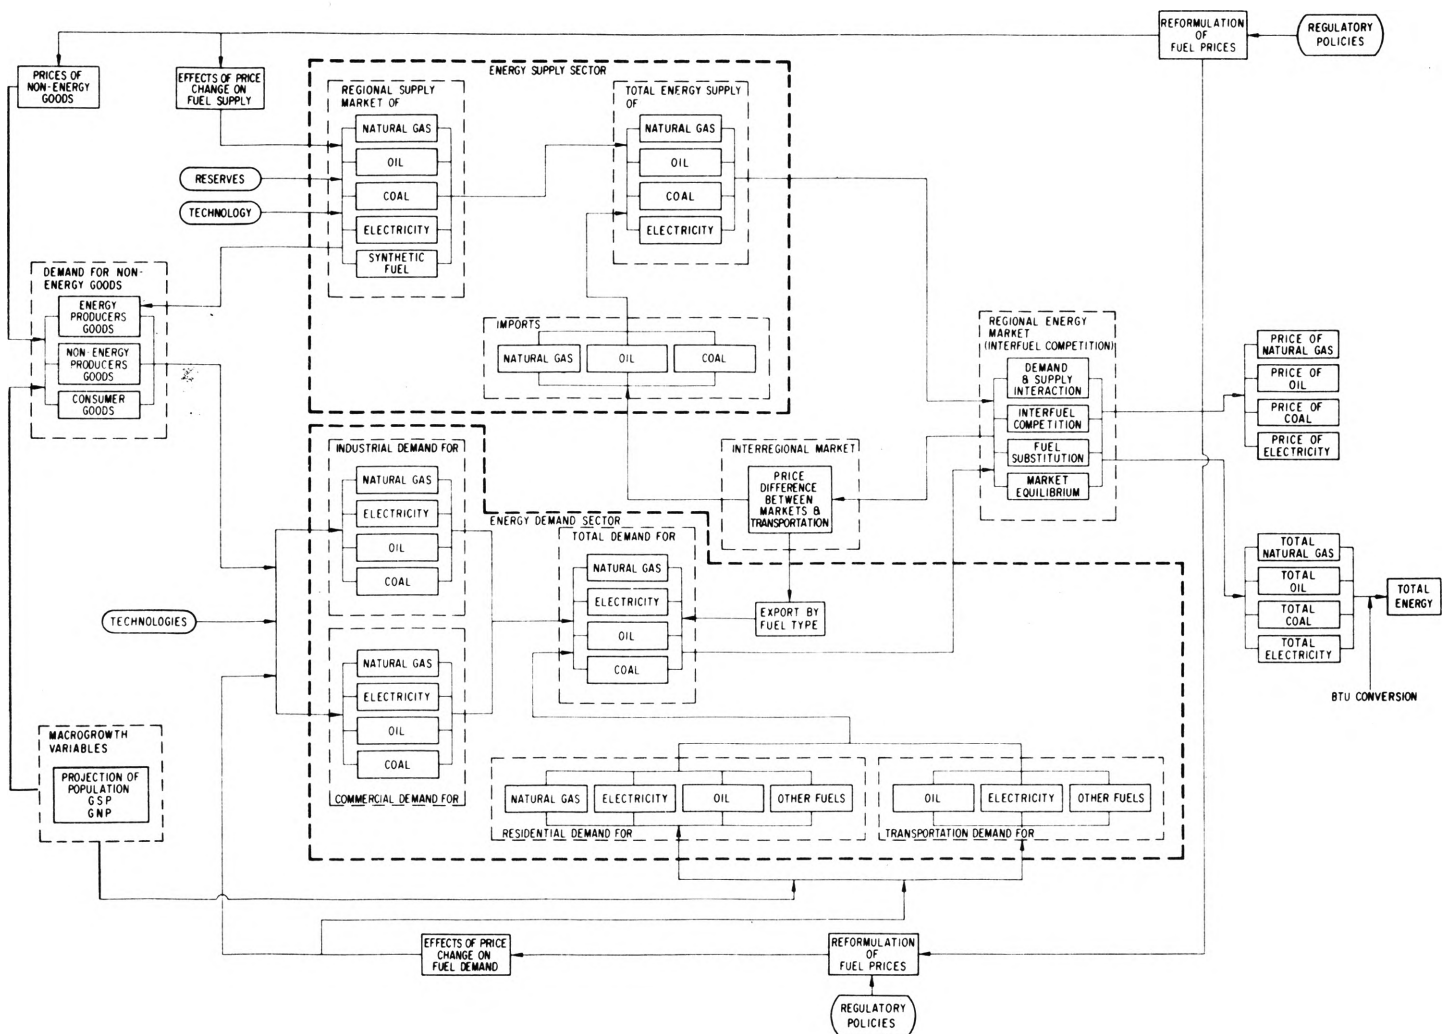 REFORMULATION
OF
FUEL PRICES
REGULATORY
POLICIES
PRICES OF
NON-ENERGY
GOODS
EFFECTS OF PRICE
CHANGE ON
FUEL SUPPLY
ENERGY SUPPLY SECTOR
REGIONAL SUPPLY
MARKET OF
NATURAL GAS
OIL
COAL
ELECTRICITY
SYNTHETIC
FUEL
TOTAL ENERGY SUPPLY
OF
NATURAL GAS
OIL
COAL
ELECTRICITY
RESERVES
TECHNOLOGY
DEMAND FOR NON-
ENERGY GOODS
ENERGY
PRODUCERS
GOODS
NON-ENERGY
PRODUCERS
GOODS
CONSUMER
GOODS
IMPORTS
NATURAL GAS
OIL
COAL
REGIONAL ENERGY
MARKET
(INTERFUEL COMPETITION)
DEMAND
& SUPPLY
INTERACTION
INTERFUEL
COMPETITION
FUEL
SUBSTITUTION
MARKET
EQUILIBRIUM
PRICE OF
NATURAL GAS
PRICE OF
OIL
PRICE OF
COAL
PRICE OF
ELECTRICITY
INTERREGIONAL MARKET
PRICE
DIFFERENCE
BETWEEN
MARKETS &
TRANSPORTATION
INDUSTRIAL DEMAND FOR
NATURAL GAS
ELECTRICITY
OIL
COAL
ENERGY DEMAND SECTOR
TOTAL DEMAND FOR
NATURAL GAS
ELECTRICITY
OIL
COAL
EXPORT BY
FUEL TYPE
TOTAL
NATURAL GAS
TOTAL
OIL
TOTAL
COAL
TOTAL
ELECTRICITY
TOTAL
ENERGY
BTU CONVERSION
TECHNOLOGIES
NATURAL GAS
ELECTRICITY
OIL
COAL
COMMERCIAL DEMAND FOR
MACROGROWTH
VARIABLES
PROJECTION OF
POPULATION
GSP
GNP
NATURAL GAS
ELECTRICITY
OIL
OTHER FUELS
RESIDENTIAL DEMAND FOR
OIL
ELECTRICITY
OTHER FUELS
TRANSPORTATION DEMAND FOR
EFFECTS OF PRICE
CHANGE ON
FUEL DEMAND
REFORMULATION
OF
FUEL PRICES
REGULATORY
POLICIES